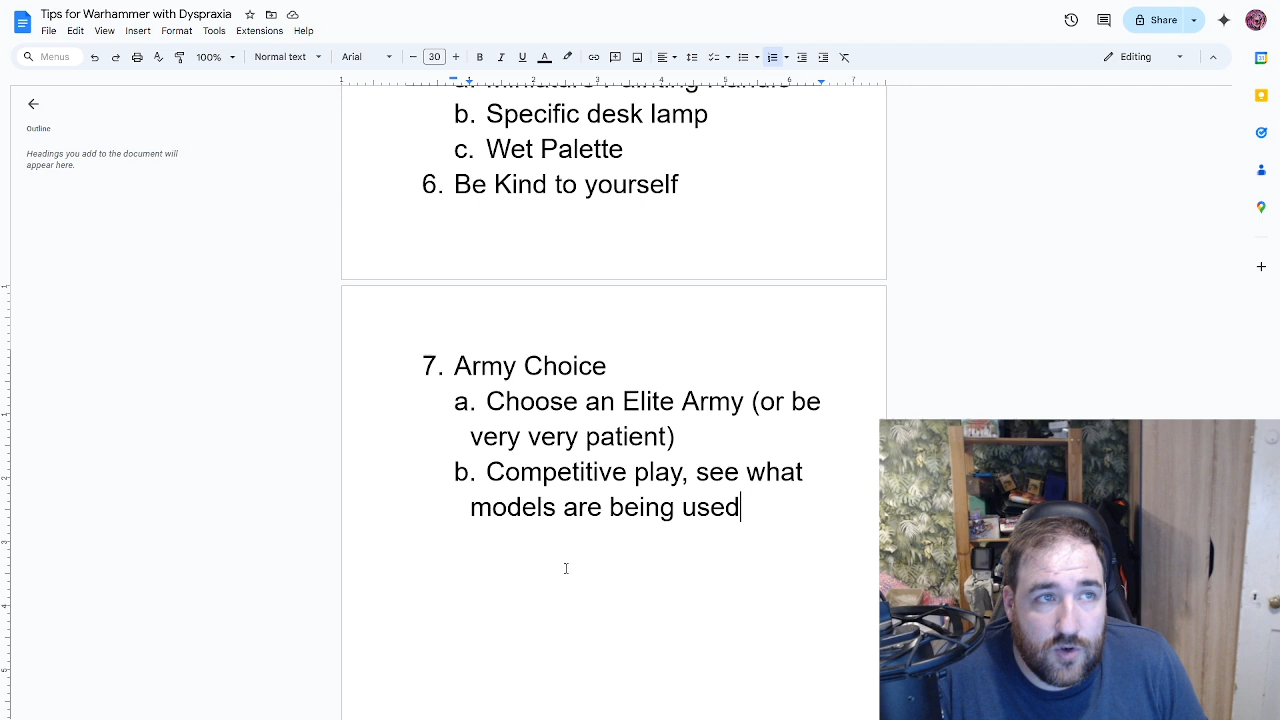 Tips for Warhammer with Dyspraxia
File Edit View Insert Format Tools Extensions Help
Share
Menus
100%
Normal text
Arial
30
Editing
Outline
Headings you add to the document will
appear here.
b. Specific desk lamp
c. Wet Palette
6. Be Kind to yourself
7. Army Choice
a. Choose an Elite Army (or be
very very patient)
b. Competitive play, see what
models are being used